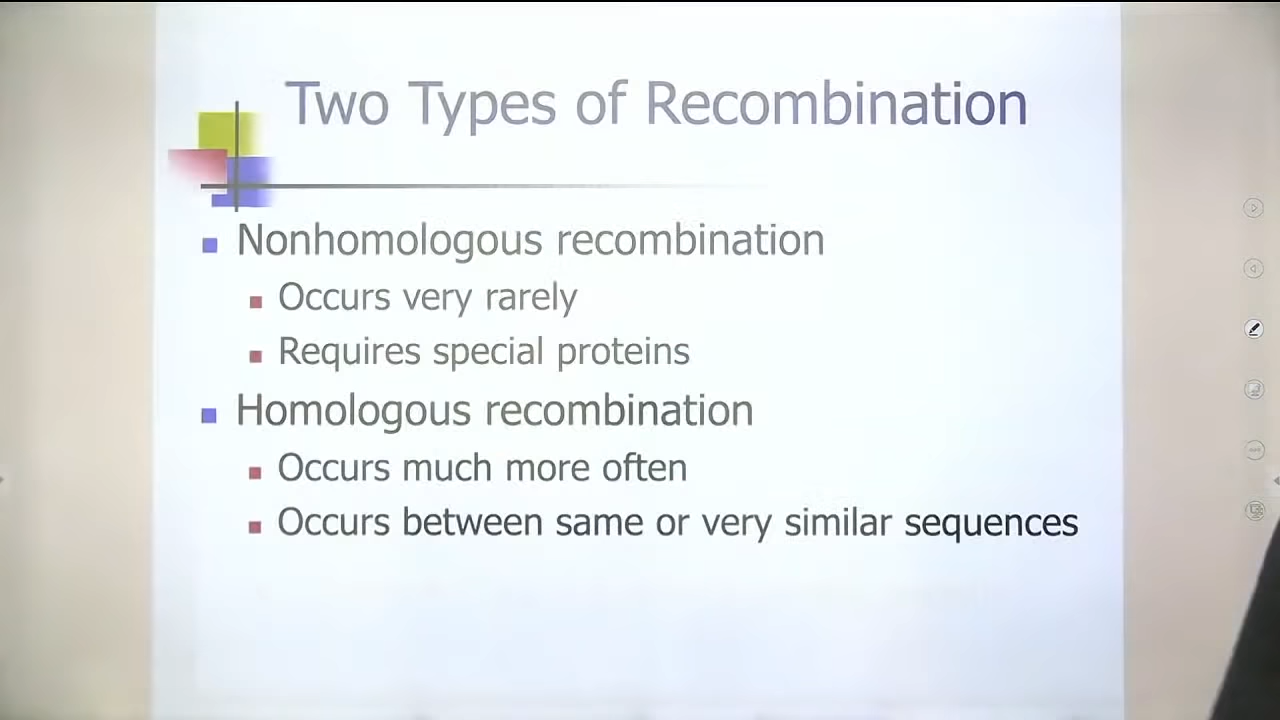 Two Types of Recombination
Nonhomologous recombination
Occurs very rarely
Requires special proteins
Homologous recombination
Occurs much more often
Occurs between same or very similar sequences